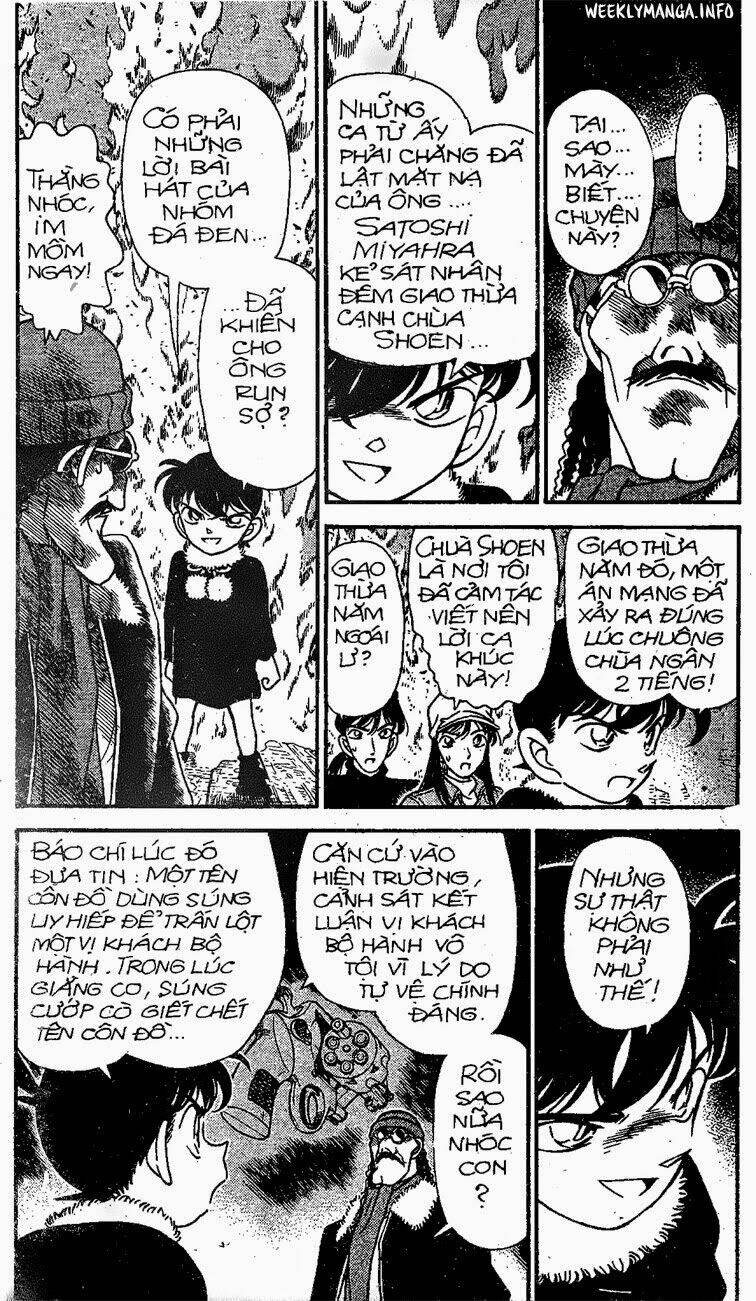 WEEKLYMANGA.INFO
THẰNG
NHÓC,
IM
MỒM
NGAY!
CÓ PHẢI
NHỮNG
LỜI BÀI
HÁT CỦA
NHÓM
ĐÁ ĐEN...
...ĐÃ
KHIẾN
CHO
ÔNG
RUN
SỢ?
NHỮNG
CA TỪ ẤY
PHẢI CHĂNG ĐÃ
LẬT MẶT NẠ
CỦA ÔNG....
SATOSHI
MIYAHRA
KẺ SÁT NHÂN
ĐÊM GIAO THỪA
CẠNH CHÙA
SHOEN...
TẠI...
SAO...
MÀY...
BIẾT...
CHUYỆN
NÀY?
....
GIAO
THỪA
NĂM
NGOÁI
Ư?
CHÙA SHOEN
LÀ NƠI TÔI
ĐÃ CẢM TÁC
VIẾT NÊN
LỜI CA
KHÚC
NÀY!
GIAO THỪA
NĂM ĐÓ, MỘT
ÁN MẠNG ĐÃ
XẢY RA ĐÚNG
LÚC CHUÔNG
CHÙA NGÂN
2 TIẾNG!
BÁO CHÍ LÚC ĐÓ
ĐƯA TIN: MỘT TÊN
CÔN ĐỒ DÙNG SÚNG
UY HIẾP ĐỂ TRẤN LỘT
MỘT VỊ KHÁCH BỘ
HÀNH. TRONG LÚC
GIẰNG CO, SÚNG
CƯỚP CÒ GIẾT CHẾT
TÊN CÔN ĐỒ...
CĂN CỨ VÀO
HIỆN TRƯỜNG,
CẢNH SÁT KẾT
LUẬN VỊ KHÁCH
BỘ HÀNH VÔ
TỘI VÌ LÝ DO
TỰ VỆ CHÍNH
ĐÁNG.
RỒI
SAO
NỮA
NHÓC
CON
?
NHƯNG
SỰ THẬT
KHÔNG
PHẢI
NHƯ
THẾ!